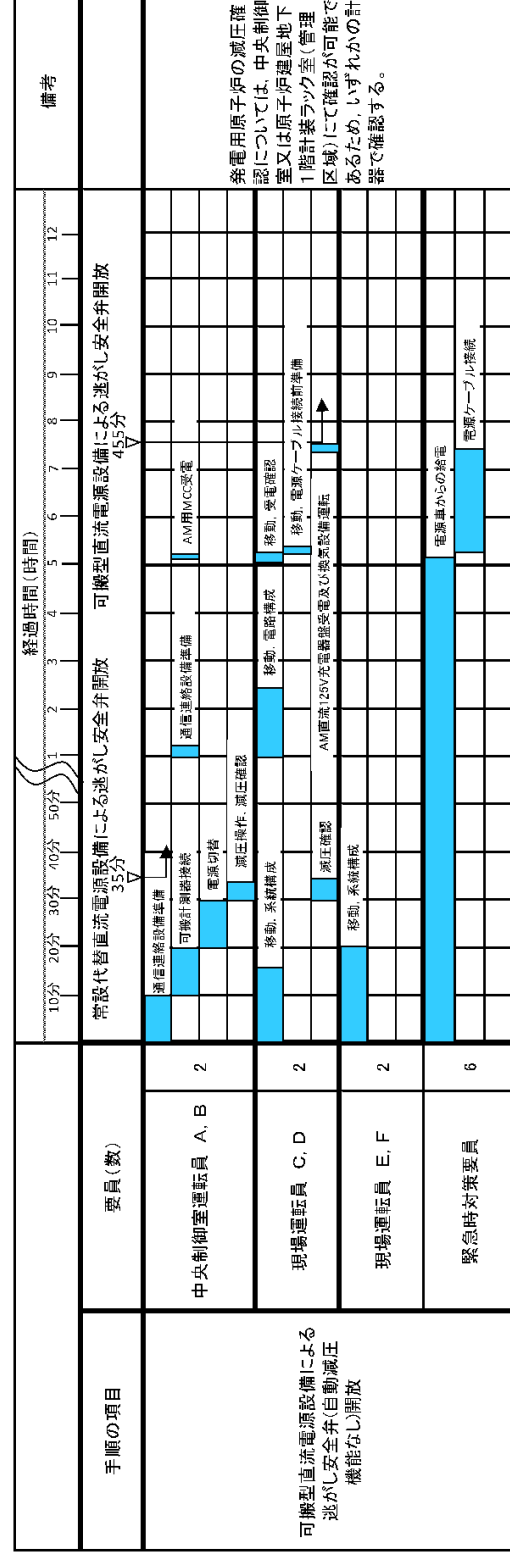 経過時間(時間)
備考
手順の項目
要員(数)
10分 20分 30分 40分 50分 1 2 3 4 5 6 7 8 9 10 11 12
常設代替直流電源設備による逃がし安全弁開放
35分
可搬型直流電源設備による逃がし安全弁開放
455分
可搬型直流電源設備による
逃がし安全弁(自動減圧
機能なし)開放
中央制御室運転員 A, B
2
通信連絡設備準備
可搬計測器接続
電源切替
減圧操作, 減圧確認
通信連絡設備準備
AM用MCC受電
現場運転員 C, D
2
移動, 系統構成
減圧確認
移動, 電路構成
移動, 受電確認
移動, 電源ケーブル接続前準備
AM直流125V充電器盤受電及び換気設備運転
現場運転員 E, F
2
移動, 系統構成
緊急時対策要員
6
電源車からの給電
電源ケーブル接続
発電用原子炉の減圧確
認については, 中央制御
室又は原子炉建屋地下
1階計装ラック室(管理
区域)にて確認が可能で
あるため, いずれかの計
器で確認する。